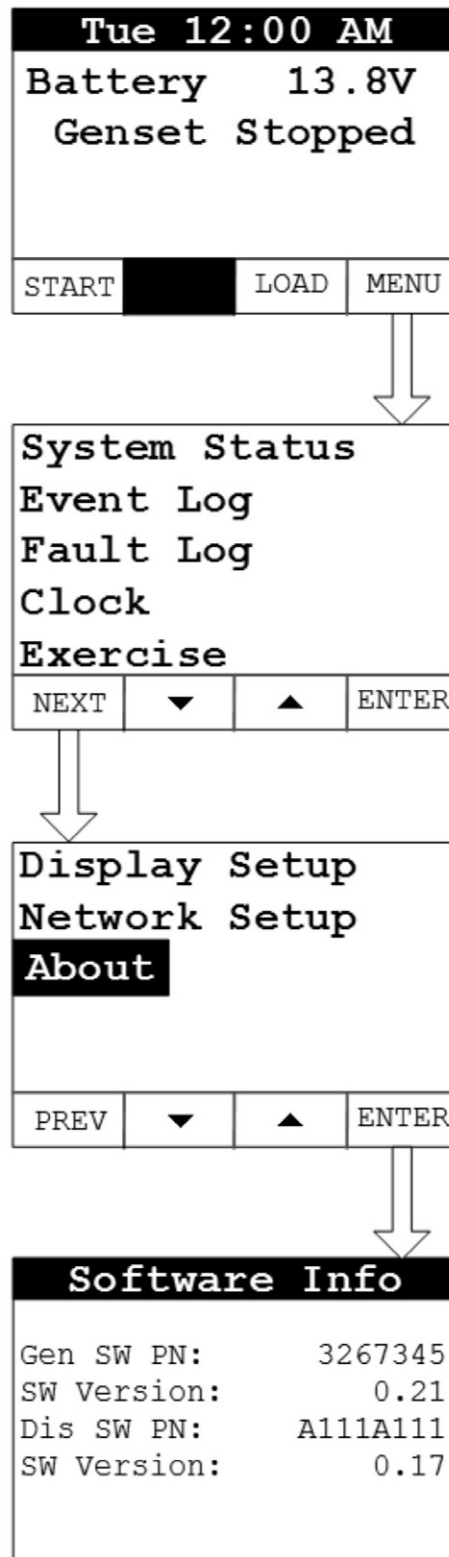 Tue 12:00 AM
Battery 13.8V
Genset Stopped
START LOAD MENU
System Status
Event Log
Fault Log
Clock
Exercise
NEXT ▼ ▲ ENTER
Display Setup
Network Setup
About
PREV ▼ ▲ ENTER
Software Info
Gen SW PN: 3267345
SW Version: 0.21
Dis SW PN: A111A111
SW Version: 0.17